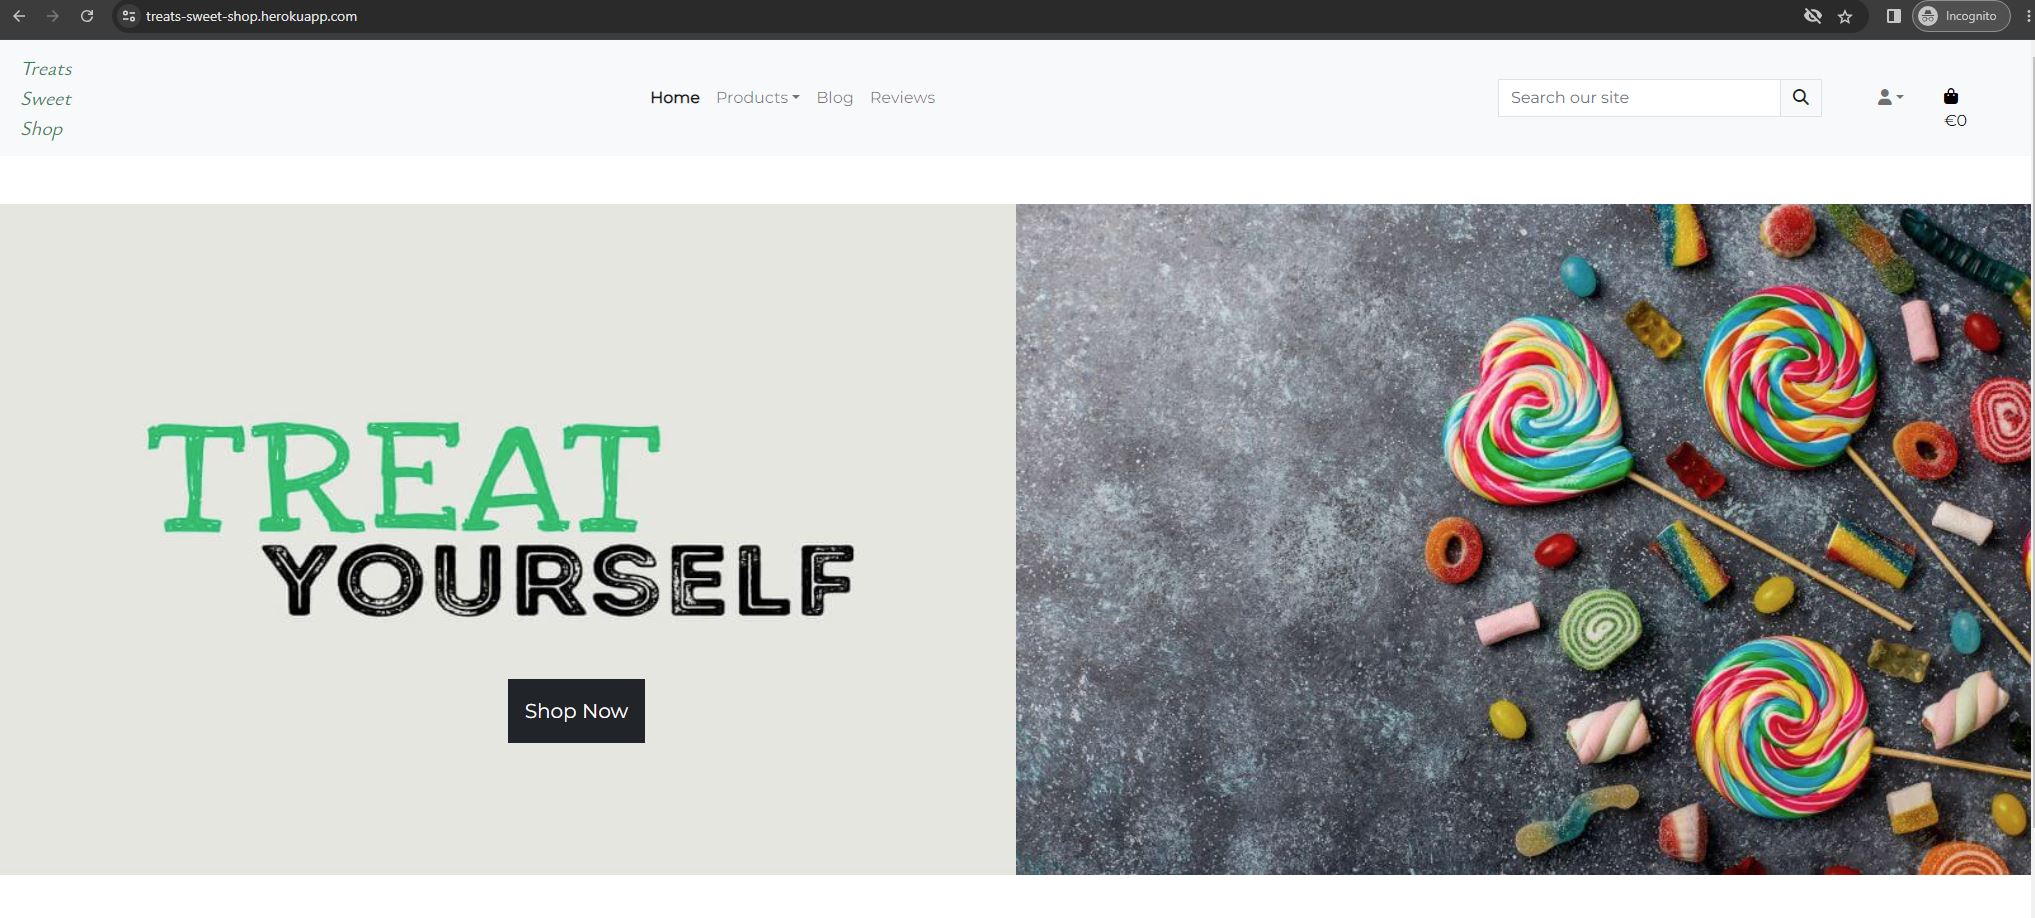 treats-sweet-shop.herokuapp.com
Incognito
Treats
Sweet
Shop
Home Products Blog Reviews
Search our site
€0
TREAT
YOURSELF
Shop Now